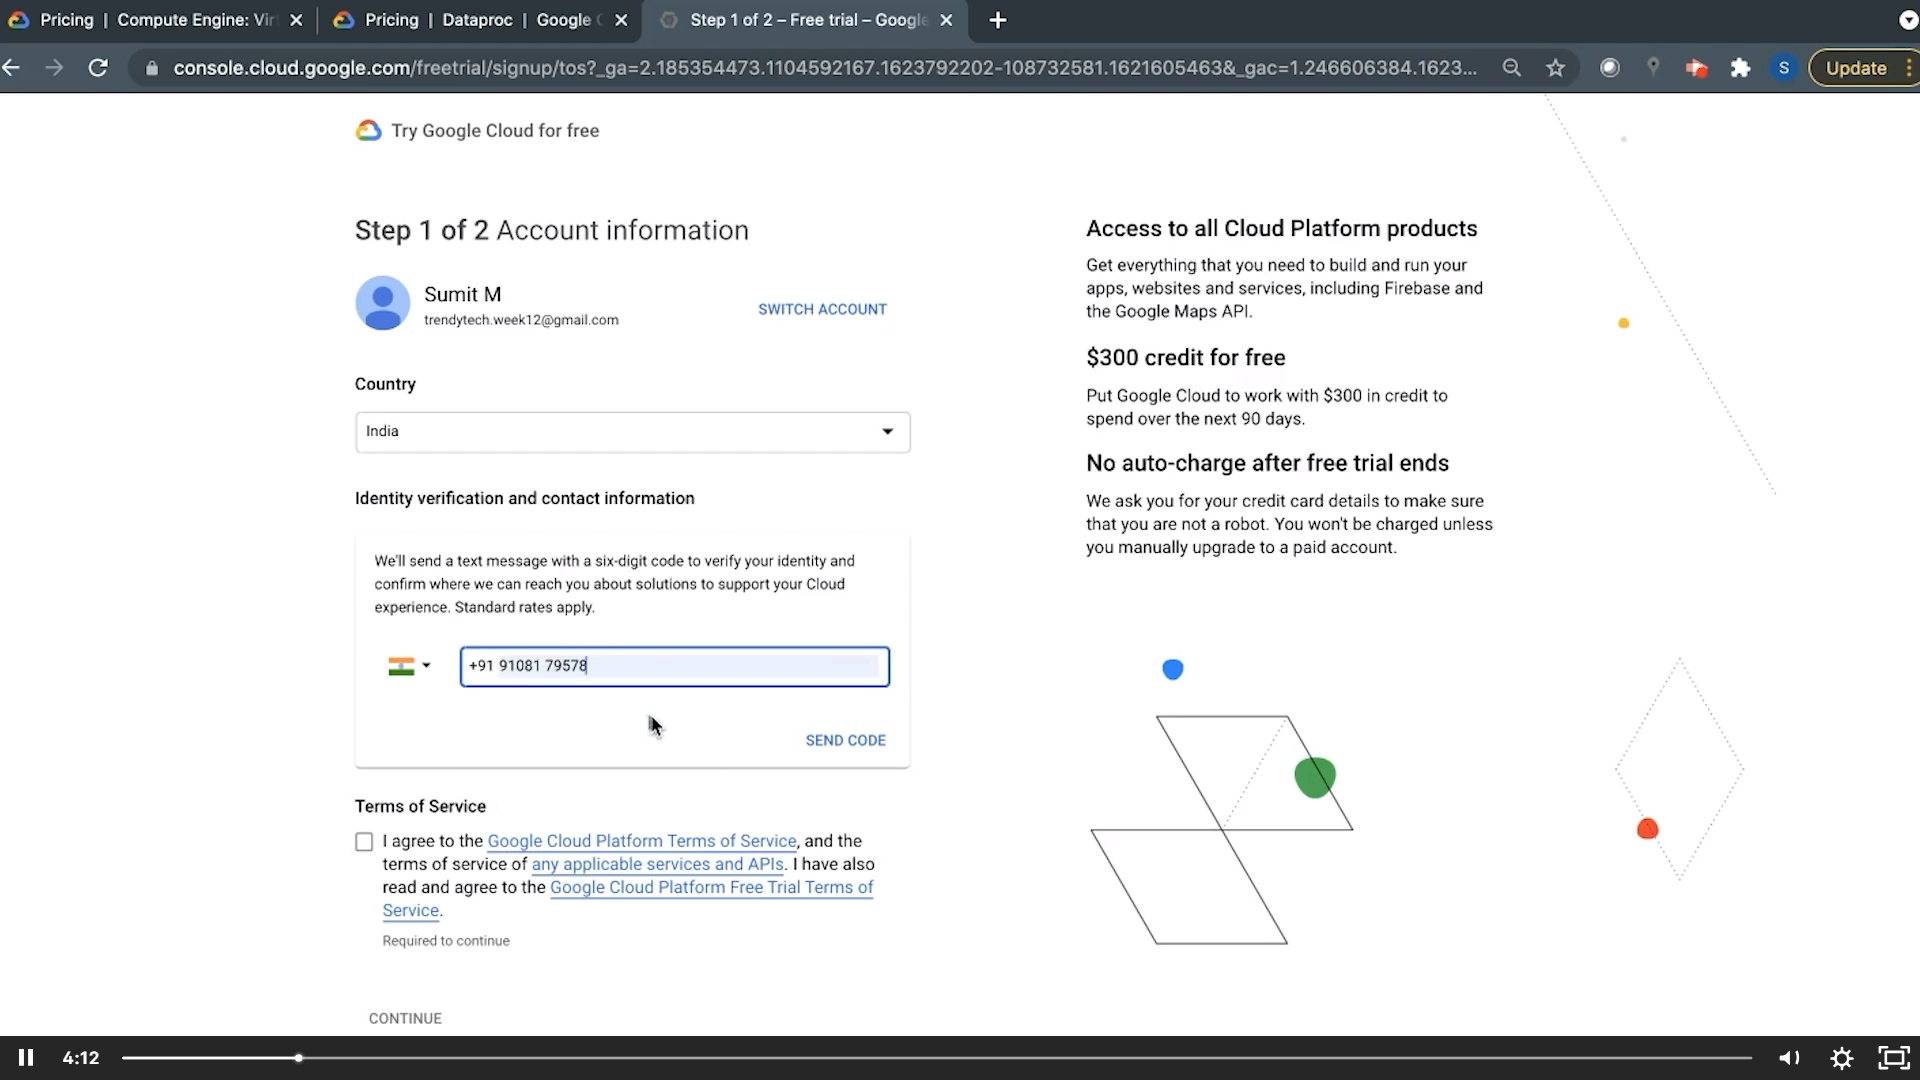 Pricing | Compute Engine: Vir
Pricing | Dataproc | Google C
Step 1 of 2 – Free trial – Google
console.cloud.google.com/freetrial/signup/tos?_ga=2.185354473.1104592167.1623792202-108732581.1621605463&_gac=1.246606384.1623...
S
Update
Try Google Cloud for free
Step 1 of 2 Account information
Sumit M
trendytech.week12@gmail.com
SWITCH ACCOUNT
Country
India
Identity verification and contact information
We'll send a text message with a six-digit code to verify your identity and
confirm where we can reach you about solutions to support your Cloud
experience. Standard rates apply.
+91 91081 79578
SEND CODE
Terms of Service
I agree to the Google Cloud Platform Terms of Service, and the
terms of service of any applicable services and APIs. I have also
read and agree to the Google Cloud Platform Free Trial Terms of
Service.
Required to continue
CONTINUE
Access to all Cloud Platform products
Get everything that you need to build and run your
apps, websites and services, including Firebase and
the Google Maps API.
$300 credit for free
Put Google Cloud to work with $300 in credit to
spend over the next 90 days.
No auto-charge after free trial ends
We ask you for your credit card details to make sure
that you are not a robot. You won't be charged unless
you manually upgrade to a paid account.
4:12